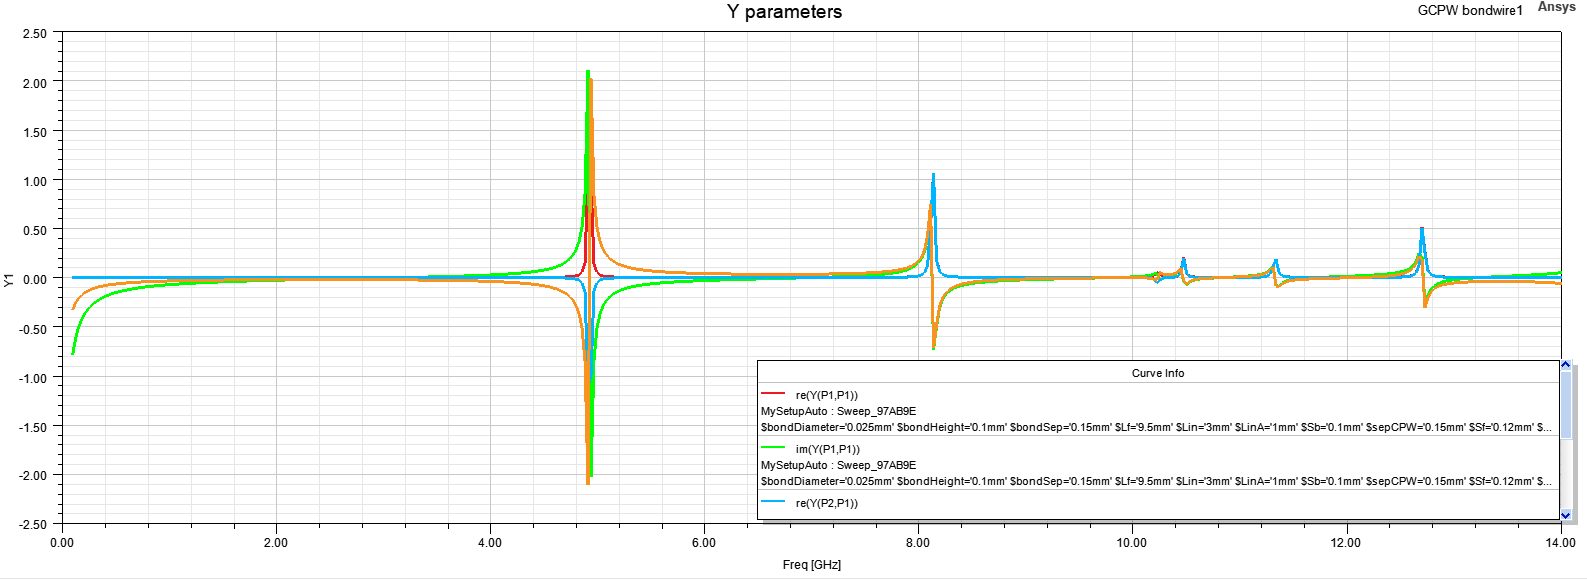 Y parameters
GCPW bondwire1
Ansys
2.50
2.00
1.50
1.00
0.50
0.00
-0.50
-1.00
-1.50
-2.00
-2.50
Y1
0.00
2.00
4.00
6.00
8.00
10.00
12.00
14.00
Freq [GHz]
Curve Info
re(Y(P1,P1))
MySetupAuto : Sweep_97AB9E
$bondDiameter='0.025mm' $bondHeight='0.1mm' $bondSep='0.15mm' $Lf='9.5mm' $Lin='3mm' $LinA='1mm' $Sb='0.1mm' $sepCPW='0.15mm' $Sf='0.12mm' $...
im(Y(P1,P1))
MySetupAuto : Sweep_97AB9E
$bondDiameter='0.025mm' $bondHeight='0.1mm' $bondSep='0.15mm' $Lf='9.5mm' $Lin='3mm' $LinA='1mm' $Sb='0.1mm' $sepCPW='0.15mm' $Sf='0.12mm' $...
re(Y(P2,P1))